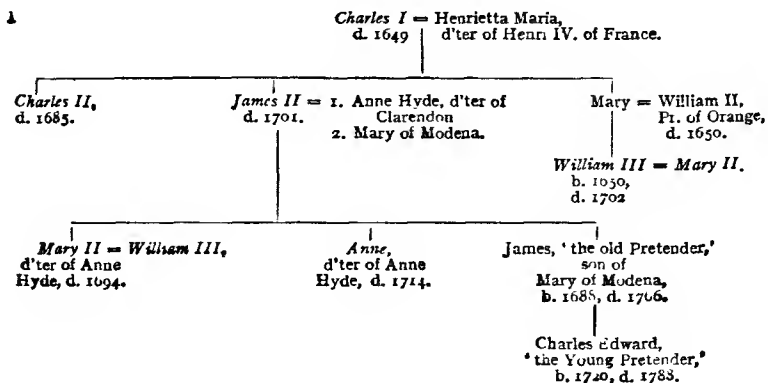 1
Charles I = Henrietta Maria,
d. 1649 d'ter of Henri IV. of France.
Charles II,
d. 1685.
James II = 1. Anne Hyde, d'ter of
d. 1701. Clarendon
2. Mary of Modena.
Mary = William II,
Pr. of Orange,
d. 1650.
William III = Mary II.
b. 1650,
d. 1702
Mary II = William III,
d'ter of Anne
Hyde, d. 1694.
Anne,
d'ter of Anne
Hyde, d. 1714.
James, 'the old Pretender,'
son of
Mary of Modena,
b. 1688, d. 1766.
Charles Edward,
'the Young Pretender,'
b. 1720, d. 1788.